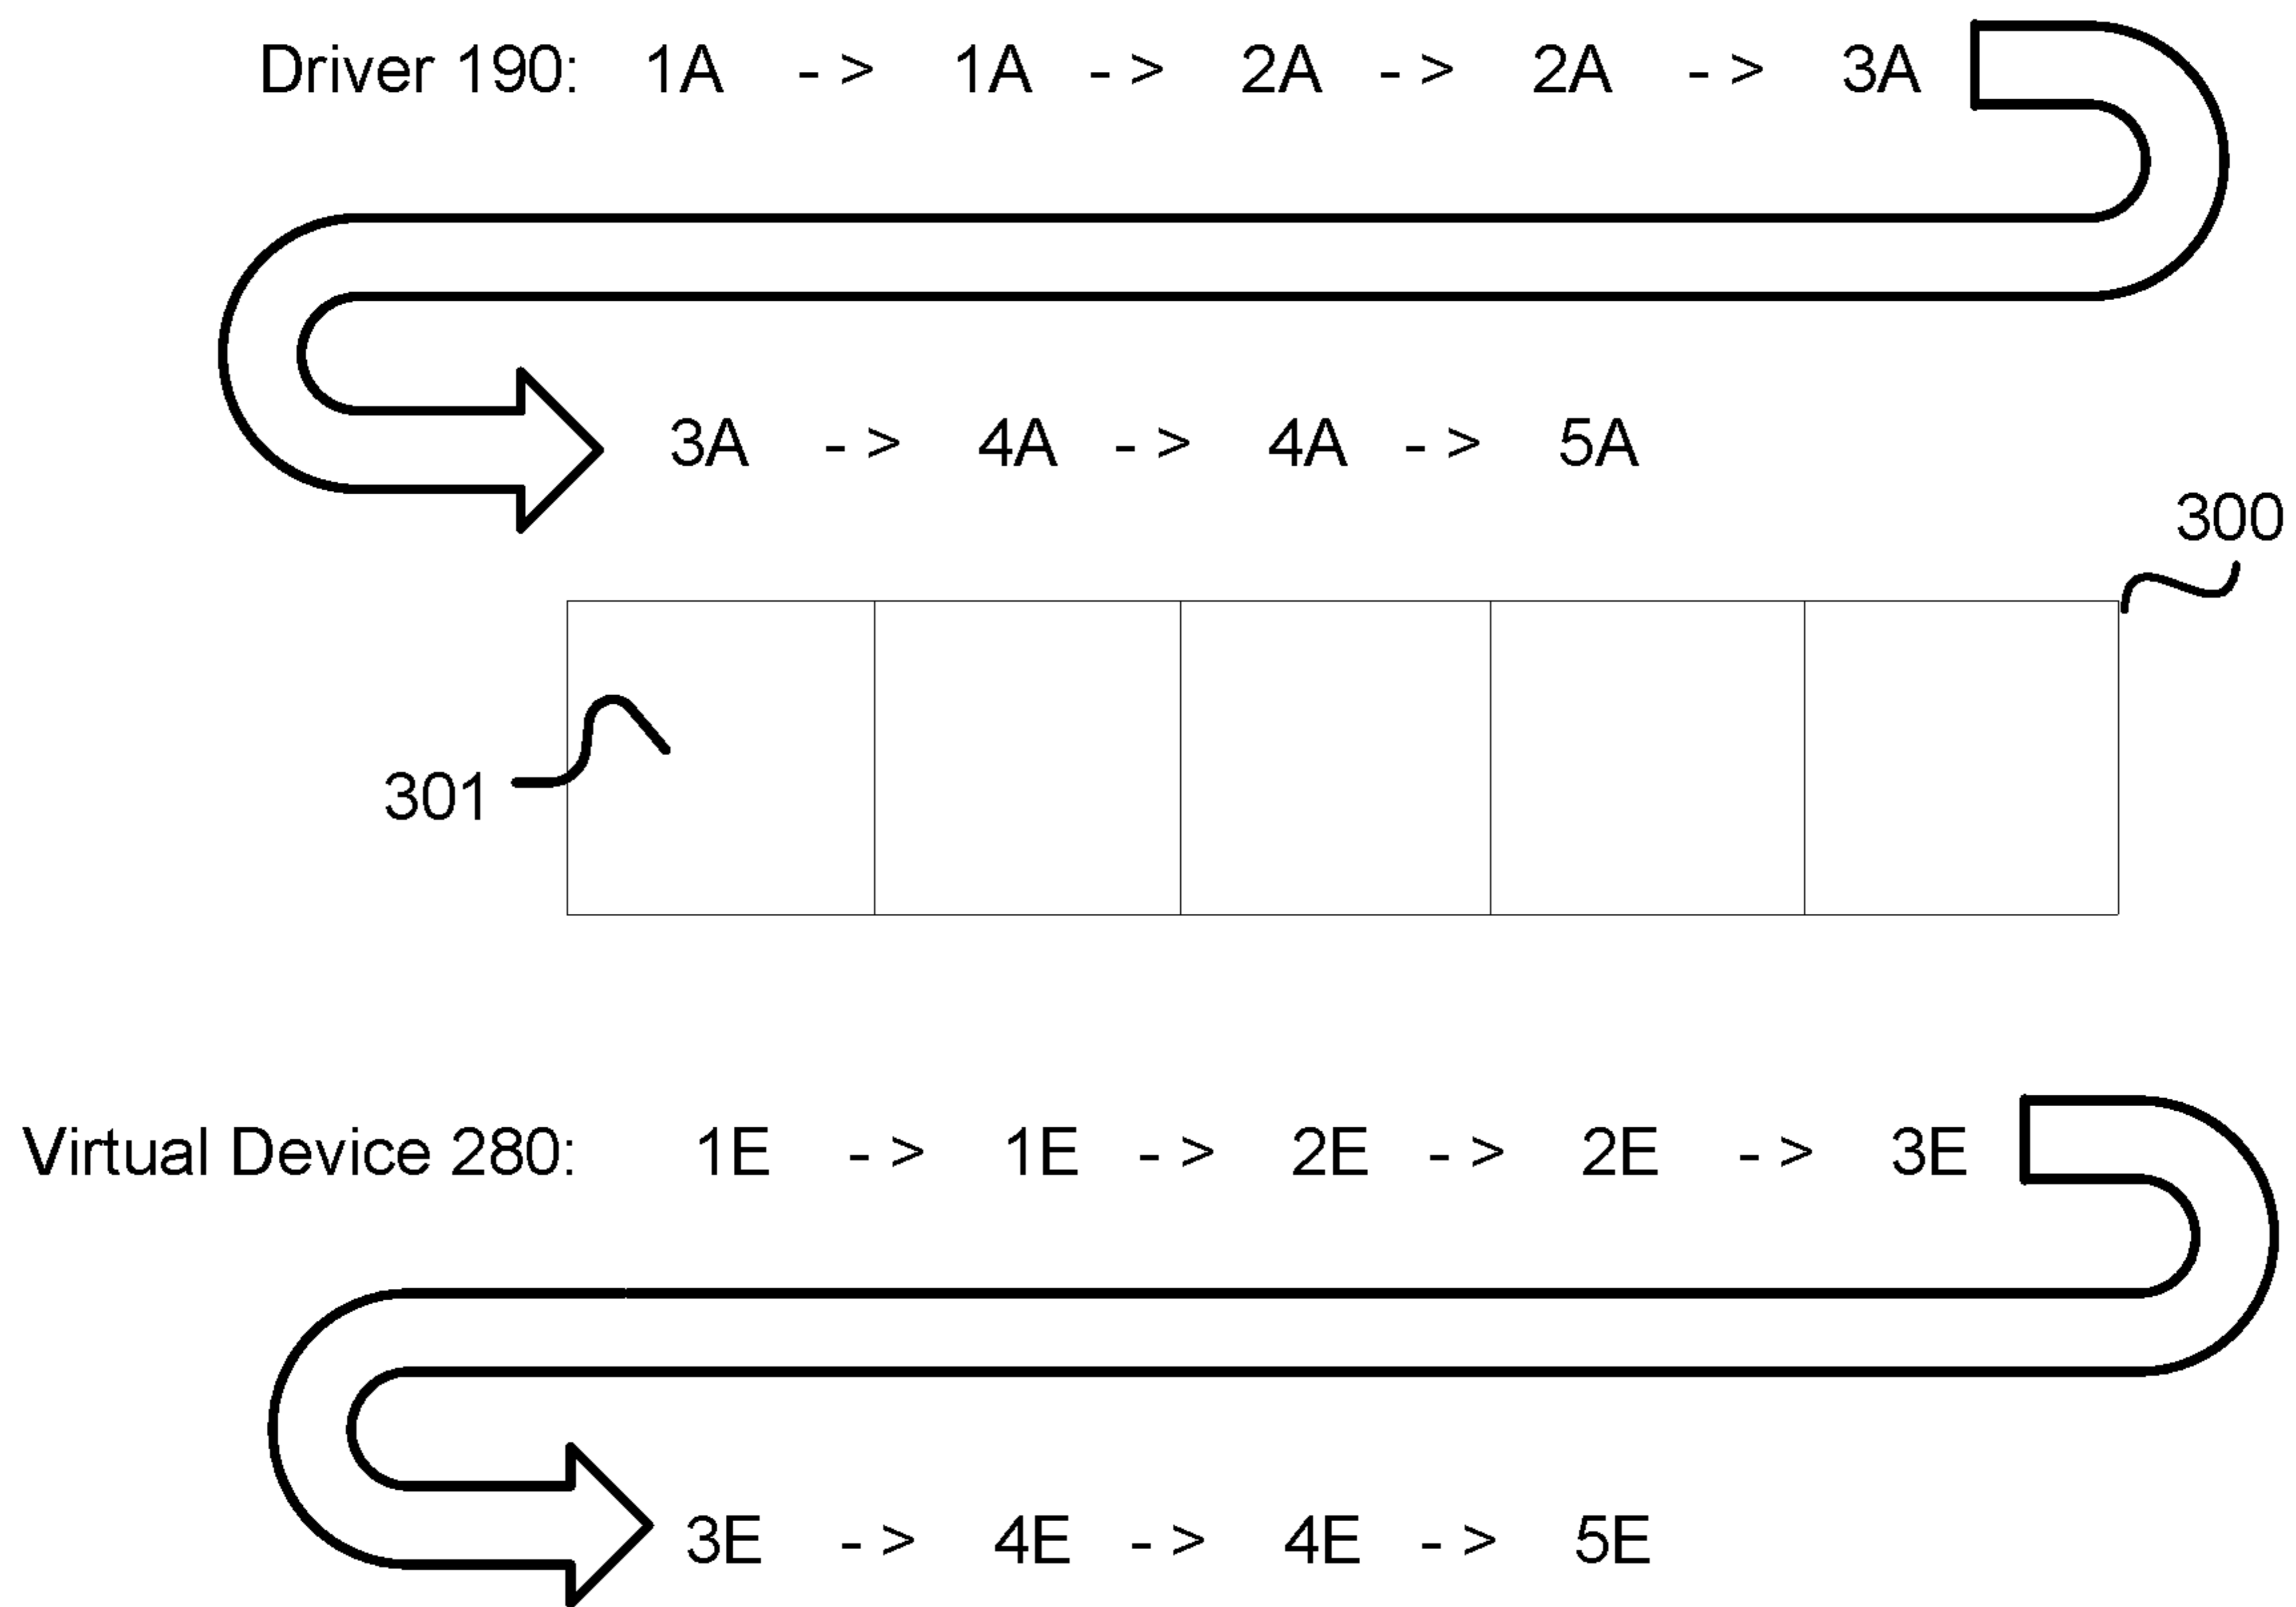 Driver 190: 1A - > 1A - > 2A - > 2A - > 3A
3A - > 4A - > 4A - > 5A
300
301
Virtual Device 280: 1E - > 1E - > 2E - > 2E - > 3E
3E - > 4E - > 4E - > 5E